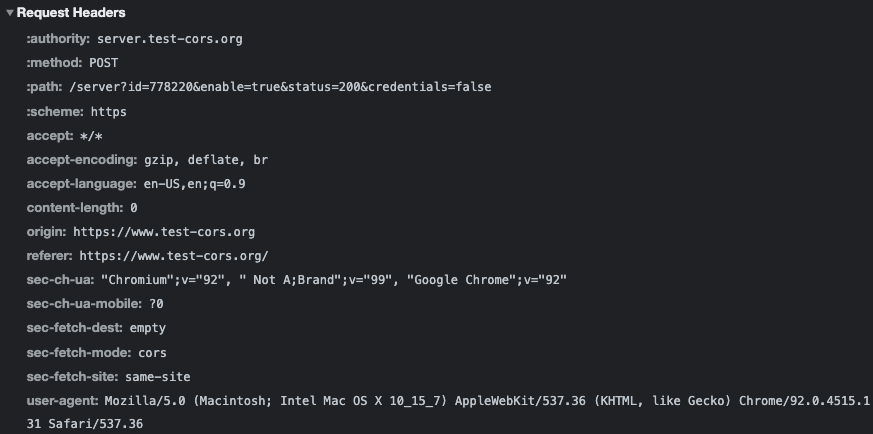 Request Headers
:authority: server.test-cors.org
:method: POST
:path: /server?id=778220&enable=true&status=200&credentials=false
:scheme: https
accept: */*
accept-encoding: gzip, deflate, br
accept-language: en-US,en;q=0.9
content-length: 0
origin: https://www.test-cors.org
referer: https://www.test-cors.org/
sec-ch-ua: "Chromium";v="92", " Not A;Brand";v="99", "Google Chrome";v="92"
sec-ch-ua-mobile: ?0
sec-fetch-dest: empty
sec-fetch-mode: cors
sec-fetch-site: same-site
user-agent: Mozilla/5.0 (Macintosh; Intel Mac OS X 10_15_7) AppleWebKit/537.36 (KHTML, like Gecko) Chrome/92.0.4515.1
31 Safari/537.36